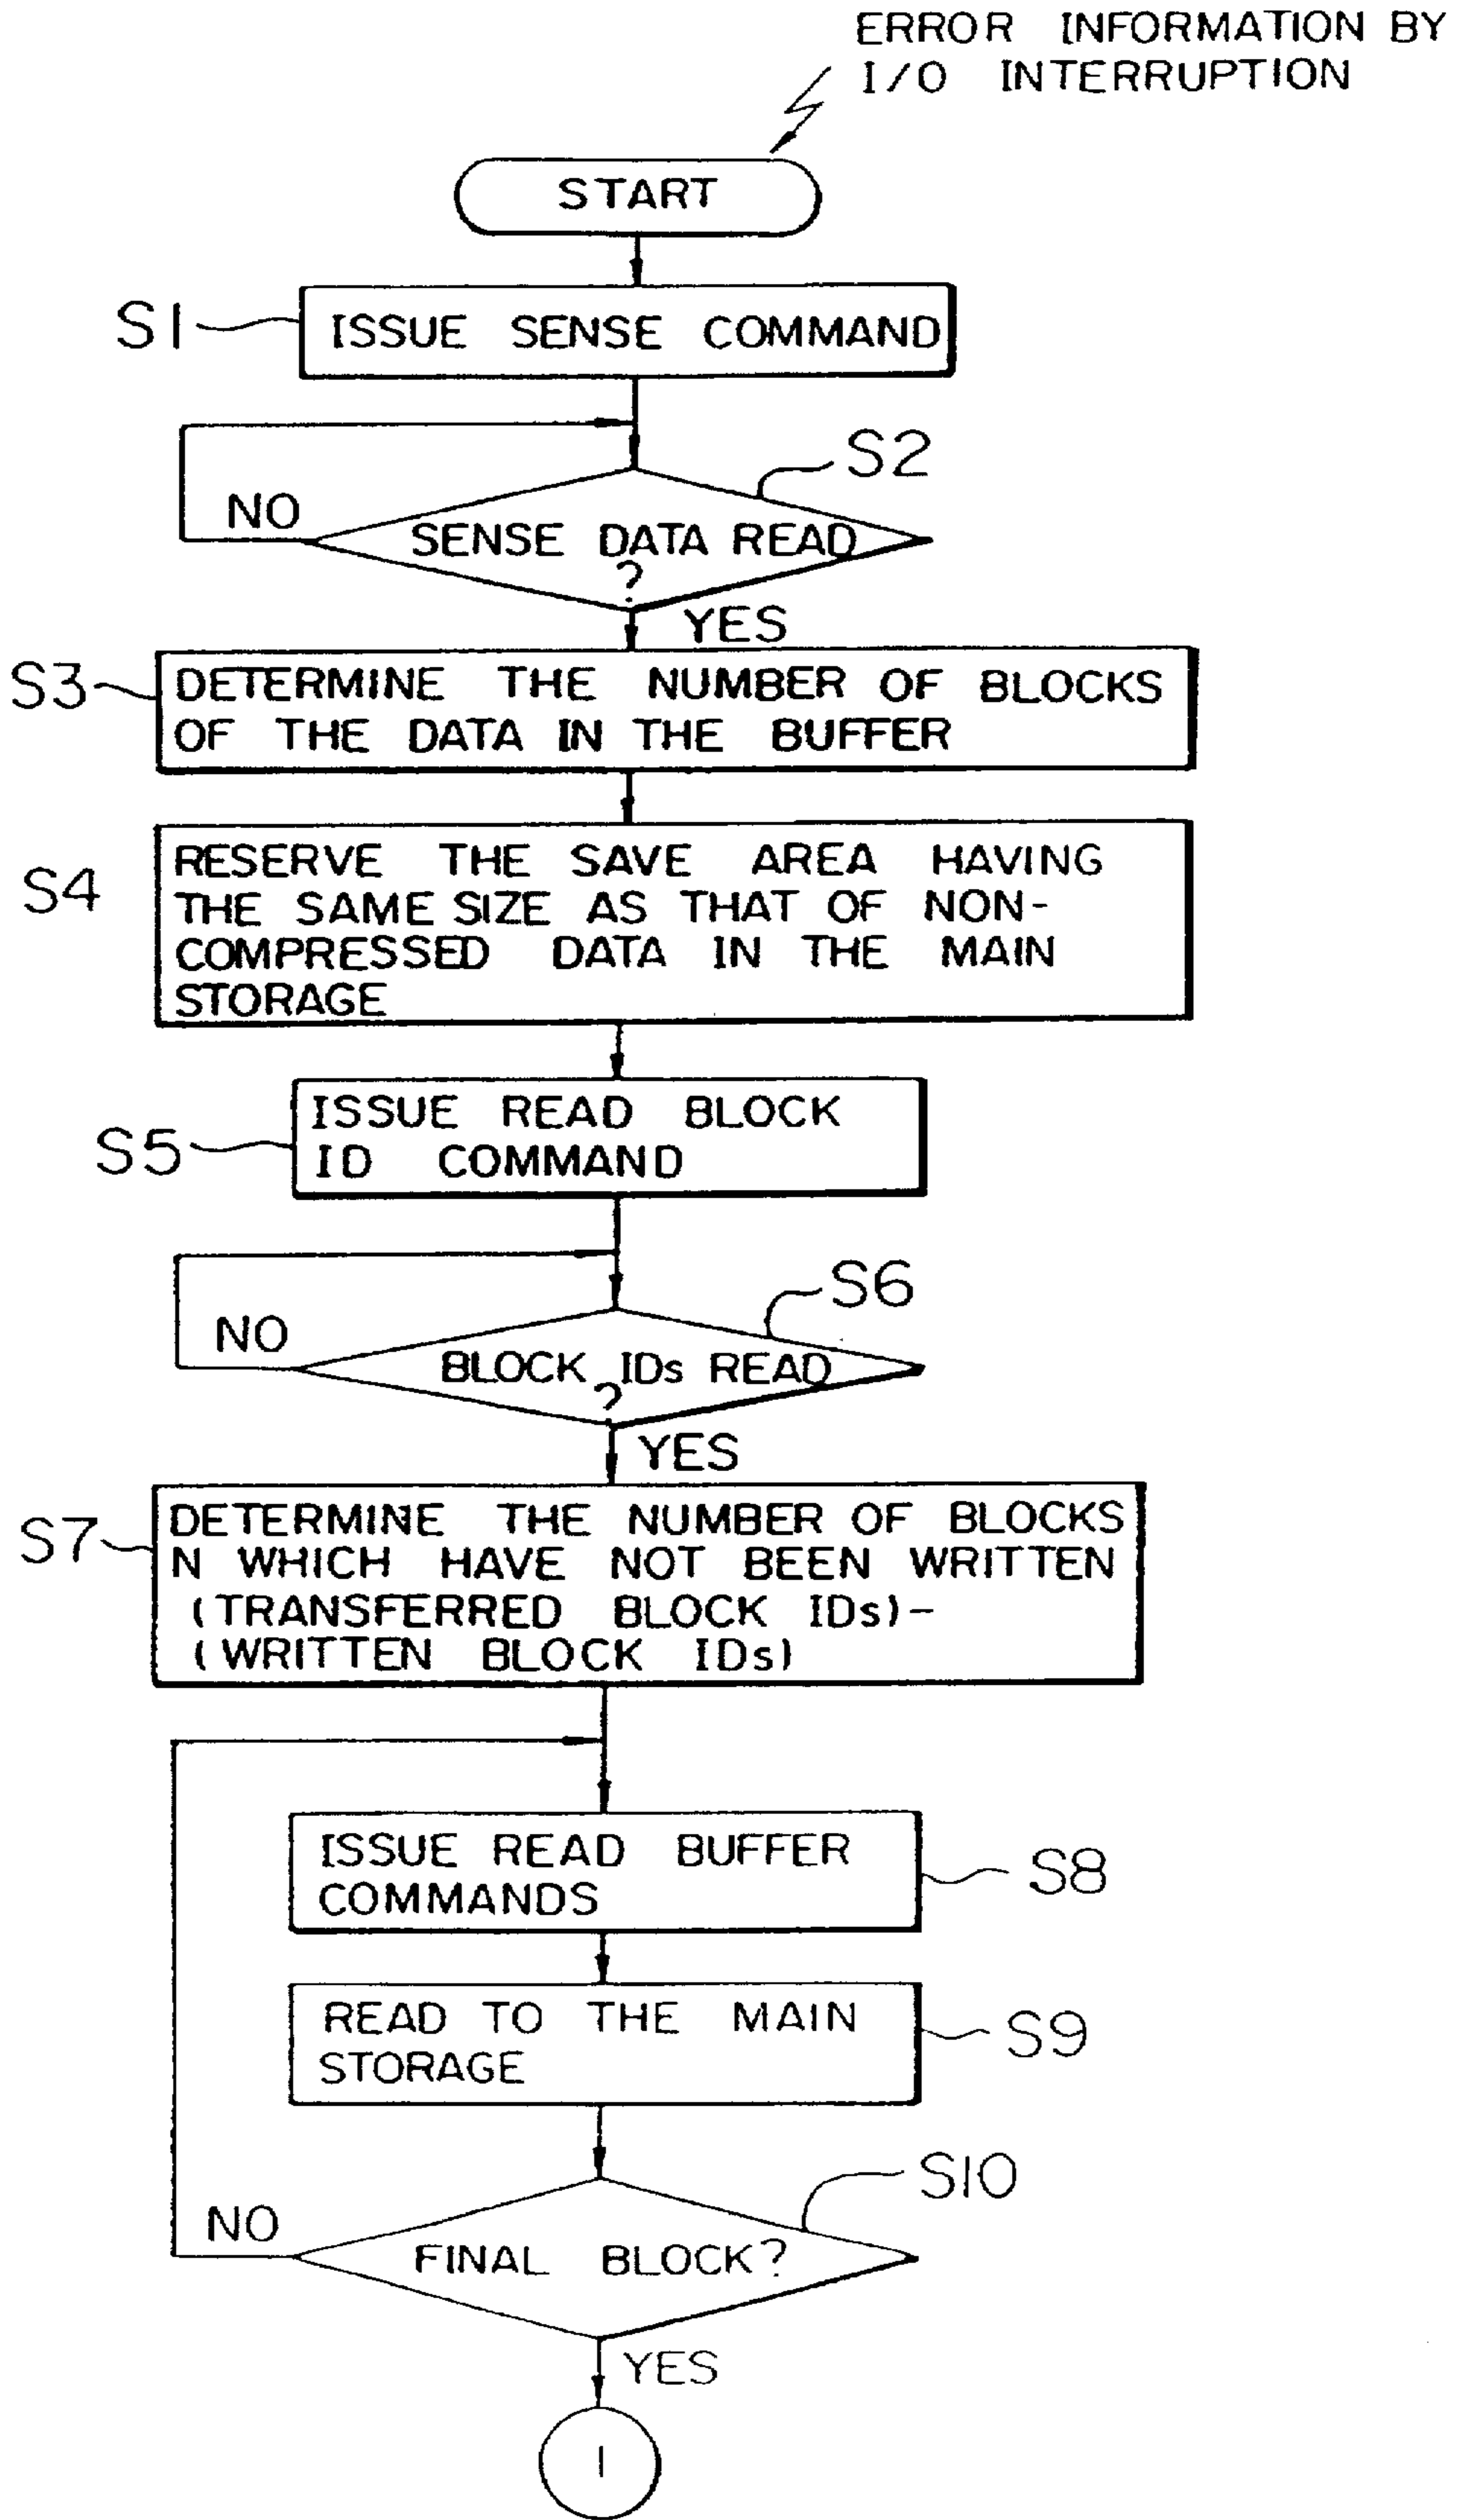 ERROR INFORMATION BY
I/O INTERRUPTION
START
S1
ISSUE SENSE COMMAND
S2
NO
SENSE DATA READ
?
YES
S3
DETERMINE THE NUMBER OF BLOCKS
OF THE DATA IN THE BUFFER
S4
RESERVE THE SAVE AREA HAVING
THE SAME SIZE AS THAT OF NON-
COMPRESSED DATA IN THE MAIN
STORAGE
S5
ISSUE READ BLOCK
ID COMMAND
S6
NO
BLOCK IDs READ
?
YES
S7
DETERMINE THE NUMBER OF BLOCKS
N WHICH HAVE NOT BEEN WRITTEN
(TRANSFERRED BLOCK IDs)-
(WRITTEN BLOCK IDs)
ISSUE READ BUFFER
COMMANDS
S8
READ TO THE MAIN
STORAGE
S9
S10
NO
FINAL BLOCK?
YES
1